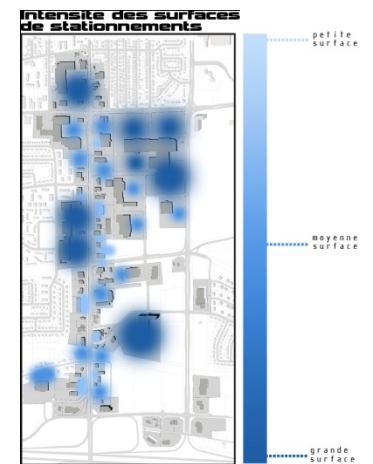 Intensite des surfaces
de stationnements
petite
surface
moyenne
surface
grande
surface